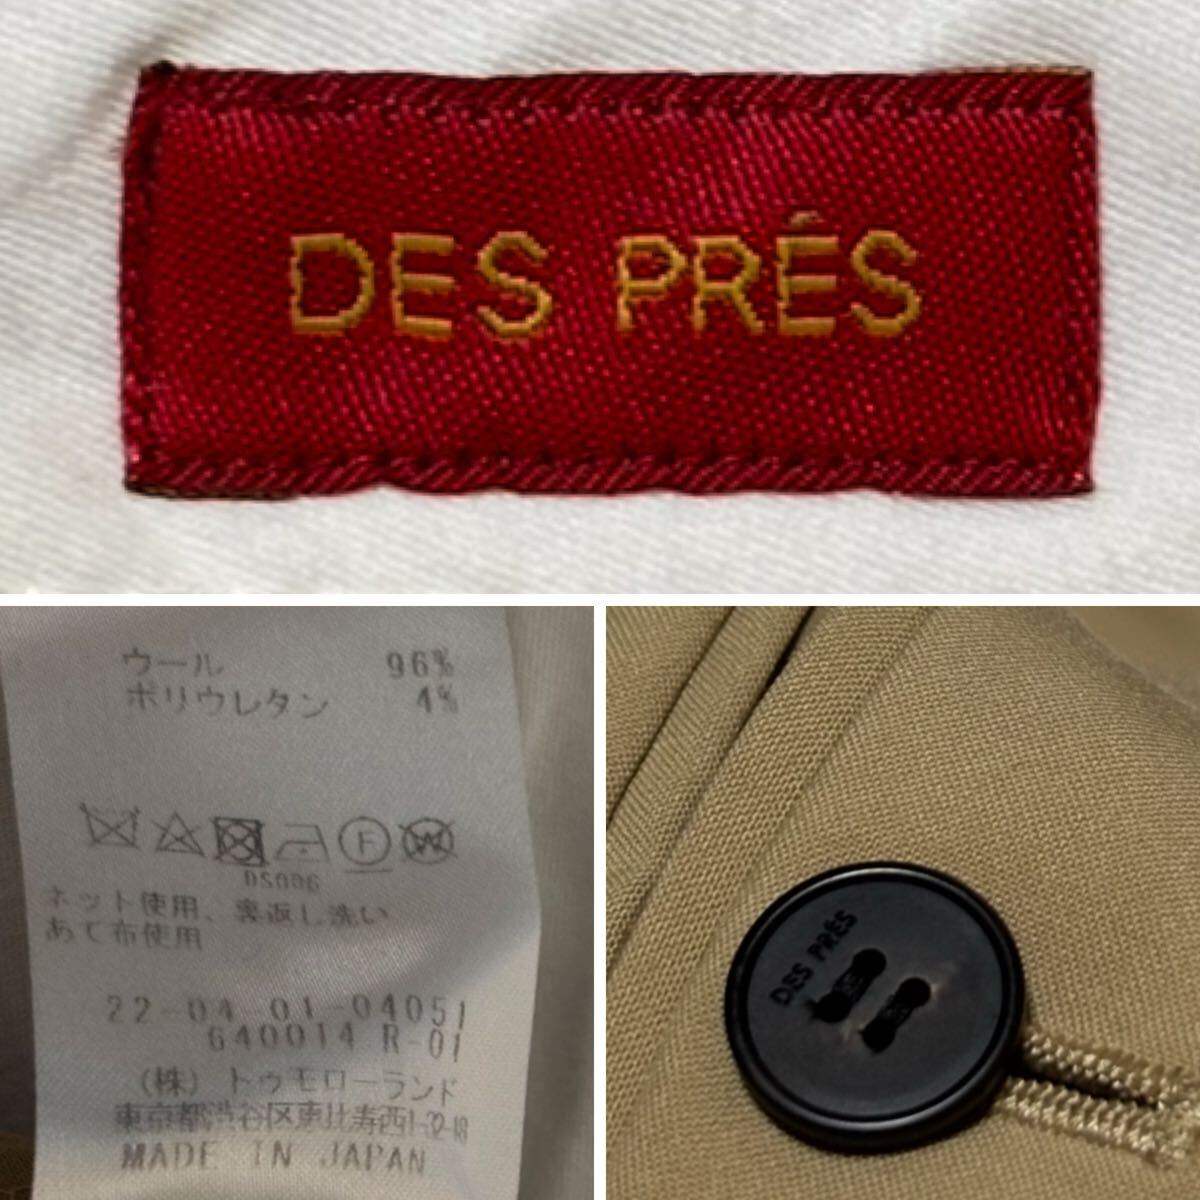 DES PRÉS
ウール 96%
ポリウレタン 4%
F W
DS006
ネット使用、裏返し洗い
あて布使用
22-04-01-04051
640014 R-01
(株) トゥモローランド
東京都渋谷区東比寿西1-32-18
MADE IN JAPAN
DES PRÉS